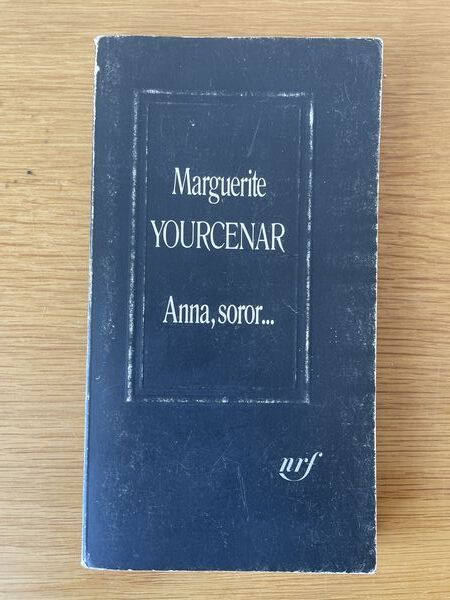 Marguerite
YOURCENAR
Anna, soror...
nrf